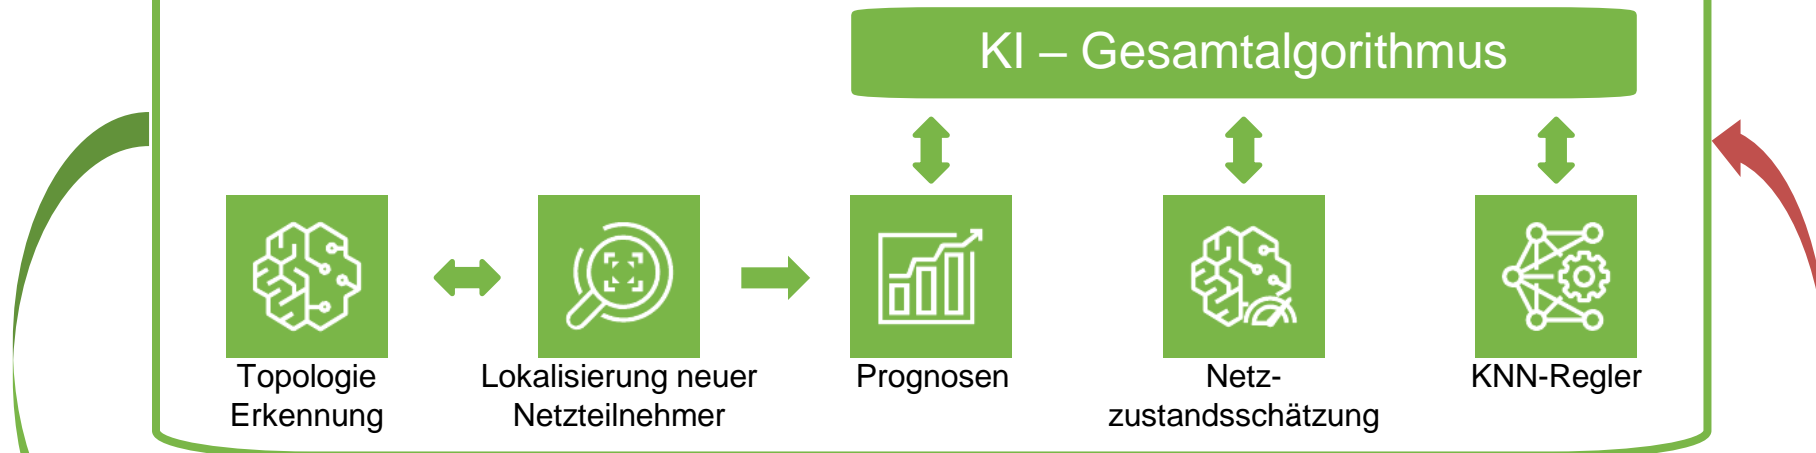 KI – Gesamtalgorithmus
Topologie
Erkennung
Lokalisierung neuer
Netzteilnehmer
Prognosen
Netz-
zustandsschätzung
KNN-Regler